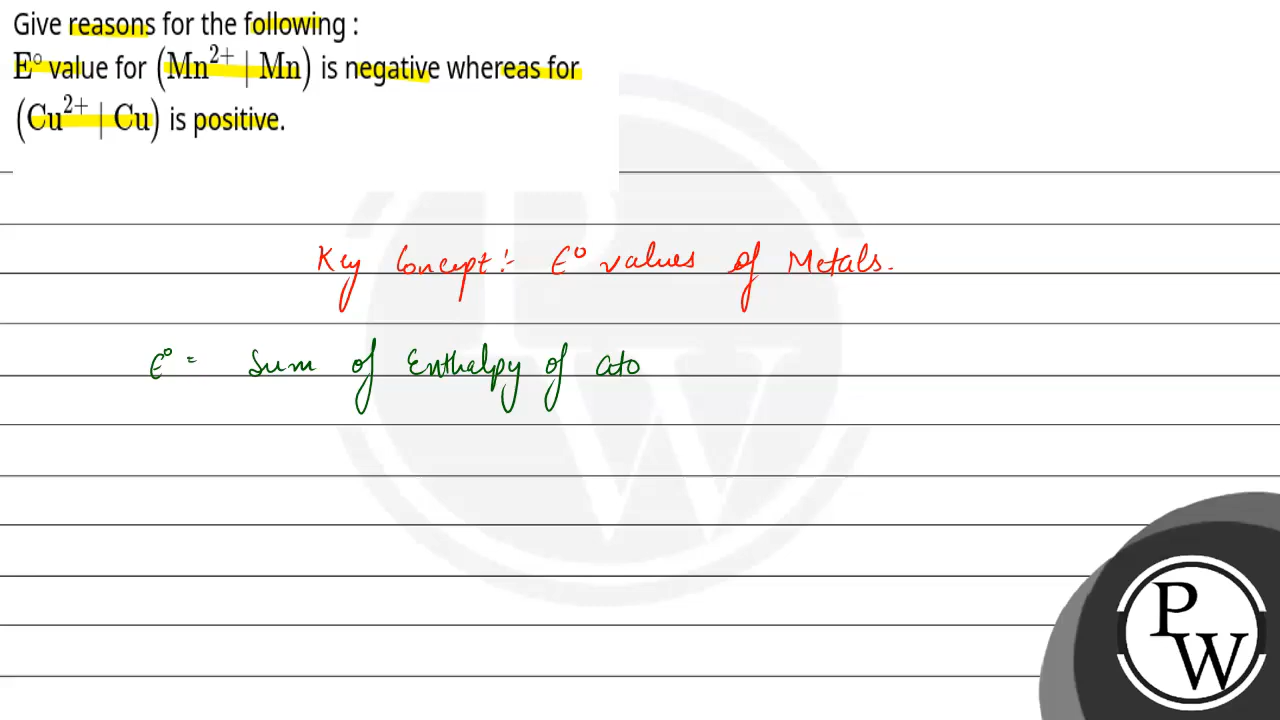 Give reasons for the following :
E° value for (Mn²⁺ | Mn) is negative whereas for
(Cu²⁺ | Cu) is positive.
Key Concept:- E° values of Metals.
E° = Sum of Enthalpy of ato
P
W